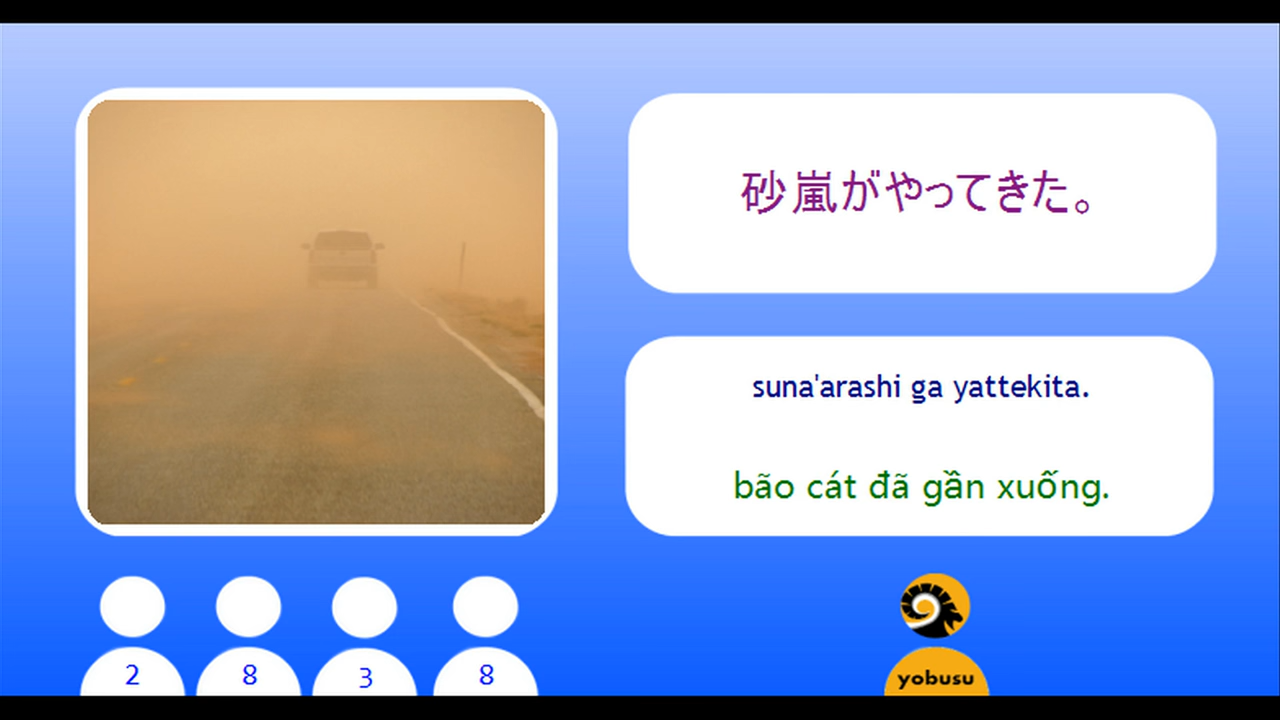 砂嵐がやってきた。
suna'arashi ga yattekita.
bão cát đã gần xuống.
2 8 3 8
yobusu